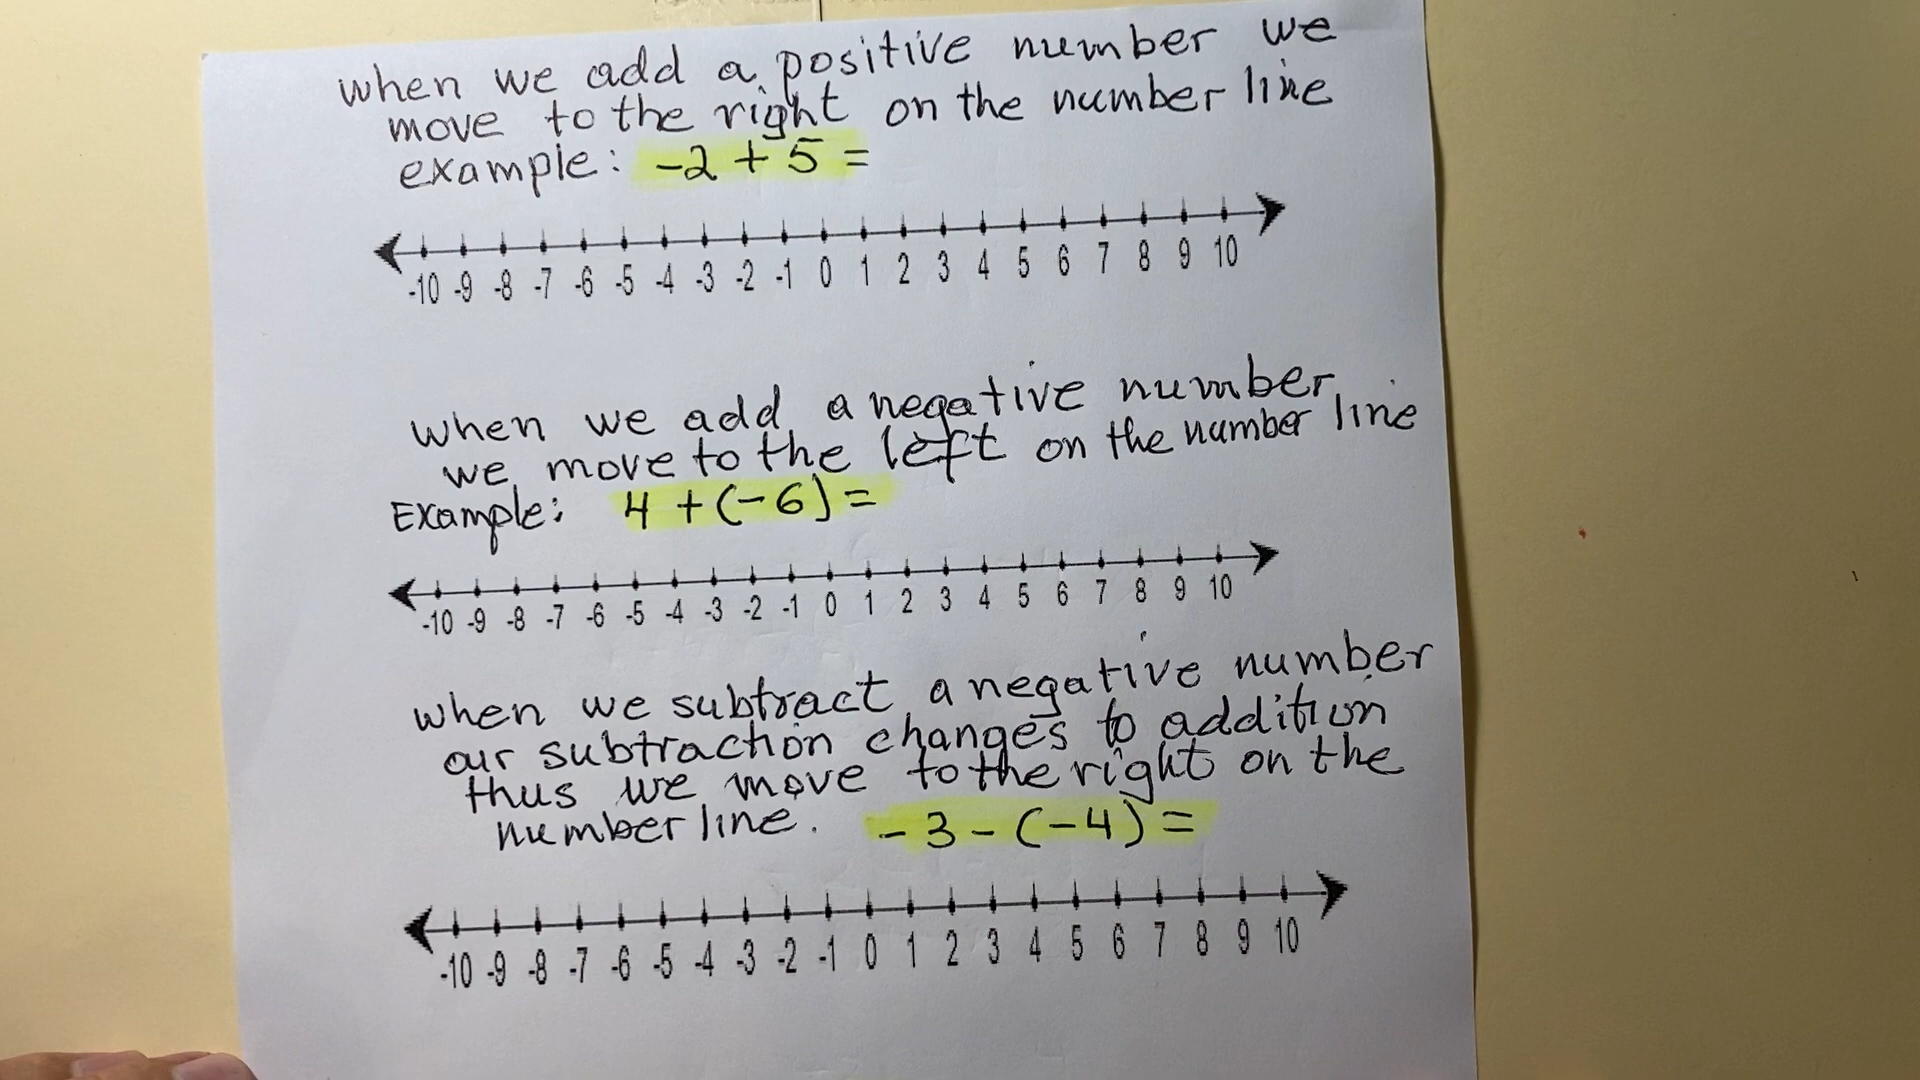 when we add a positive number we
move to the right on the number line
example: -2 + 5 =
-10 -9 -8 -7 -6 -5 -4 -3 -2 -1 0 1 2 3 4 5 6 7 8 9 10
when we add a negative number
we move to the left on the number line
Example: 4 + (-6) =
-10 -9 -8 -7 -6 -5 -4 -3 -2 -1 0 1 2 3 4 5 6 7 8 9 10
when we subtract a negative number
our subtraction changes to addition
thus we move to the right on the
number line. -3 - (-4) =
-10 -9 -8 -7 -6 -5 -4 -3 -2 -1 0 1 2 3 4 5 6 7 8 9 10